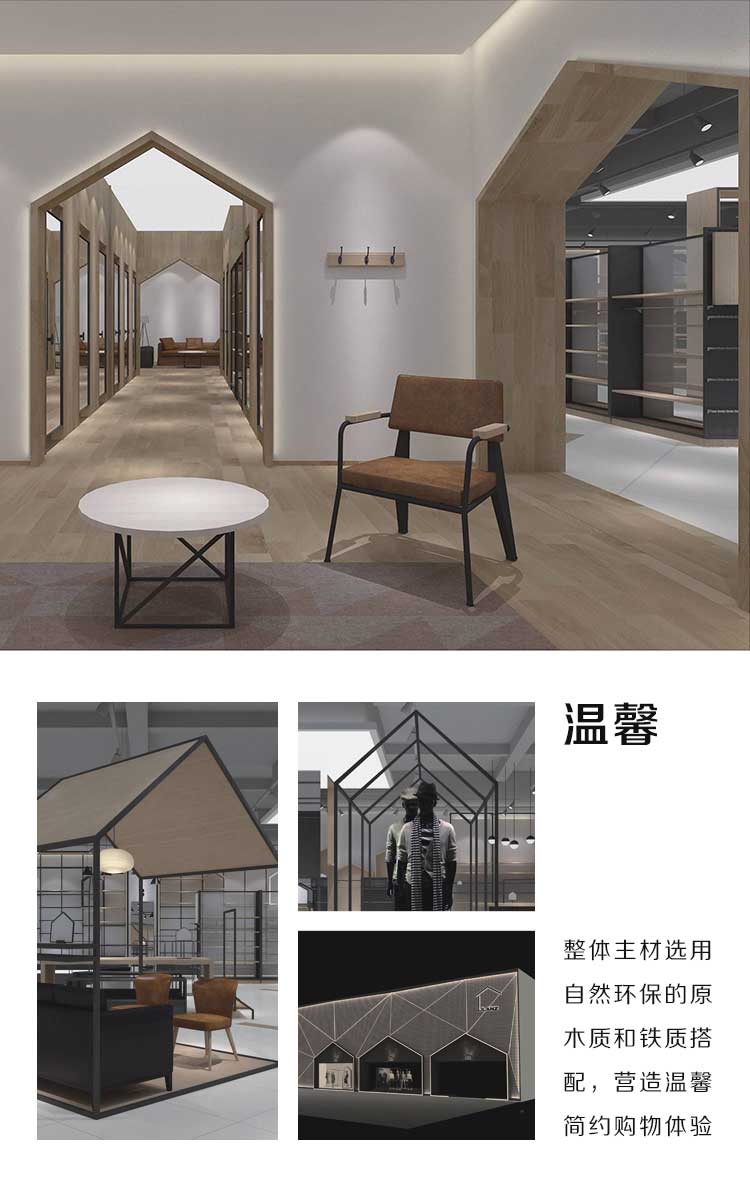 温馨
整体主材选用
自然环保的原
木质和铁质搭
配，营造温馨
简约购物体验